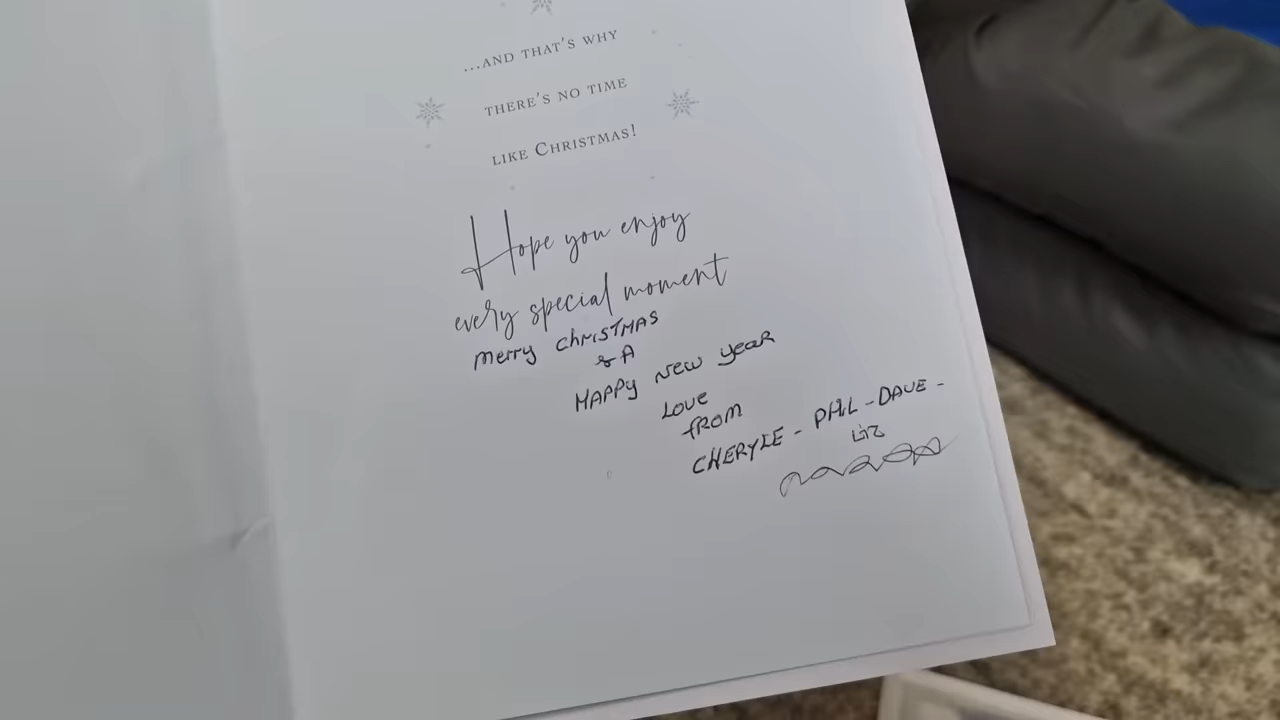 ...AND THAT'S WHY
THERE'S NO TIME
LIKE CHRISTMAS!
Hope you enjoy
every special moment
merry chrisTMAS
& A
HAPPY NEW YEAR
LOVE
FROM
CHERYLE - PHIL - DAVE -
LIZ